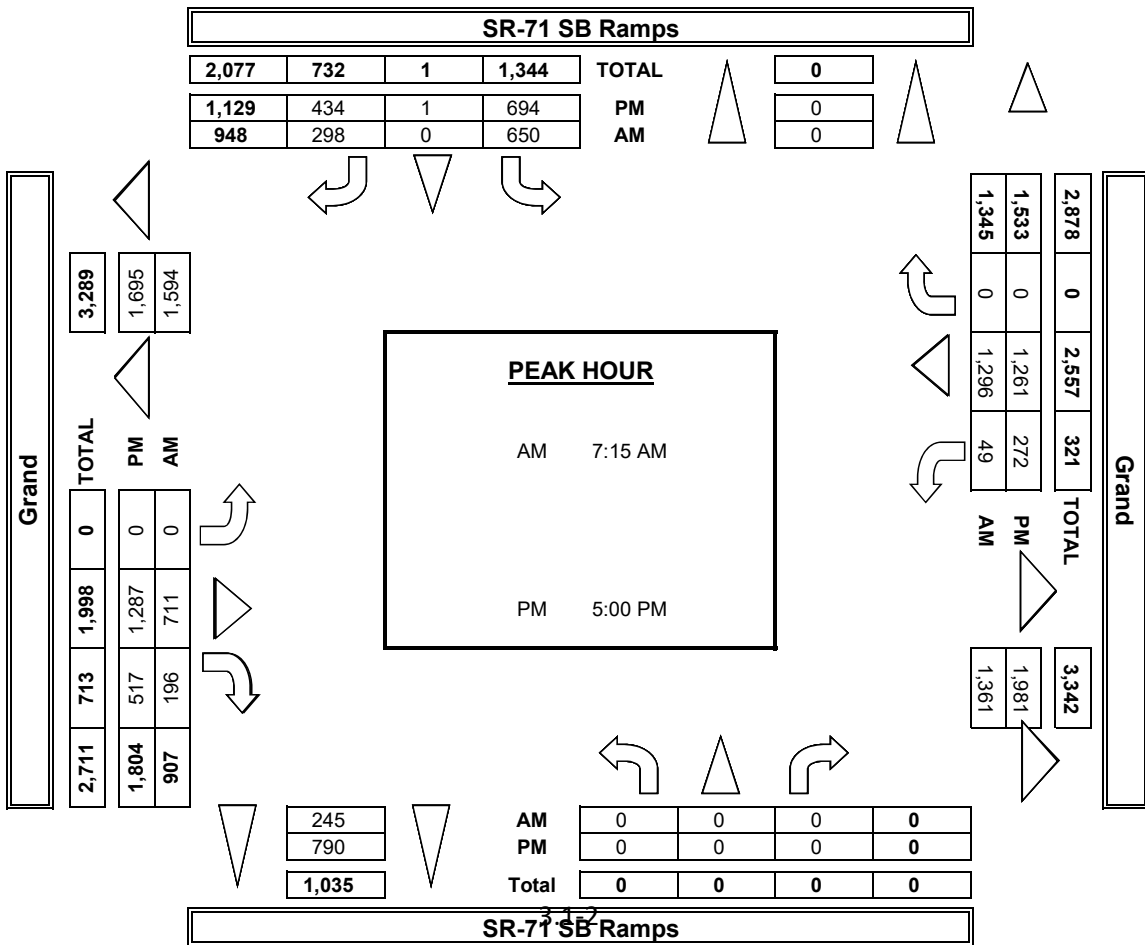 SR-71 SB Ramps
2,077 732 1 1,344 TOTAL 0
1,129 434 1 694 PM 0
948 298 0 650 AM 0
Grand
3,289
1,695
1,594
TOTAL
PM
AM
0 1,998 713 2,711
0 1,287 517 1,804
0 711 196 907
PEAK HOUR
AM 7:15 AM
PM 5:00 PM
2,878 0 2,557 321 TOTAL
1,533 0 1,261 272 PM
1,345 0 1,296 49 AM
3,342
1,981
1,361
Grand
245 AM 0 0 0 0
790 PM 0 0 0 0
1,035 Total 0 0 0 0
3.1-2
SR-71 SB Ramps